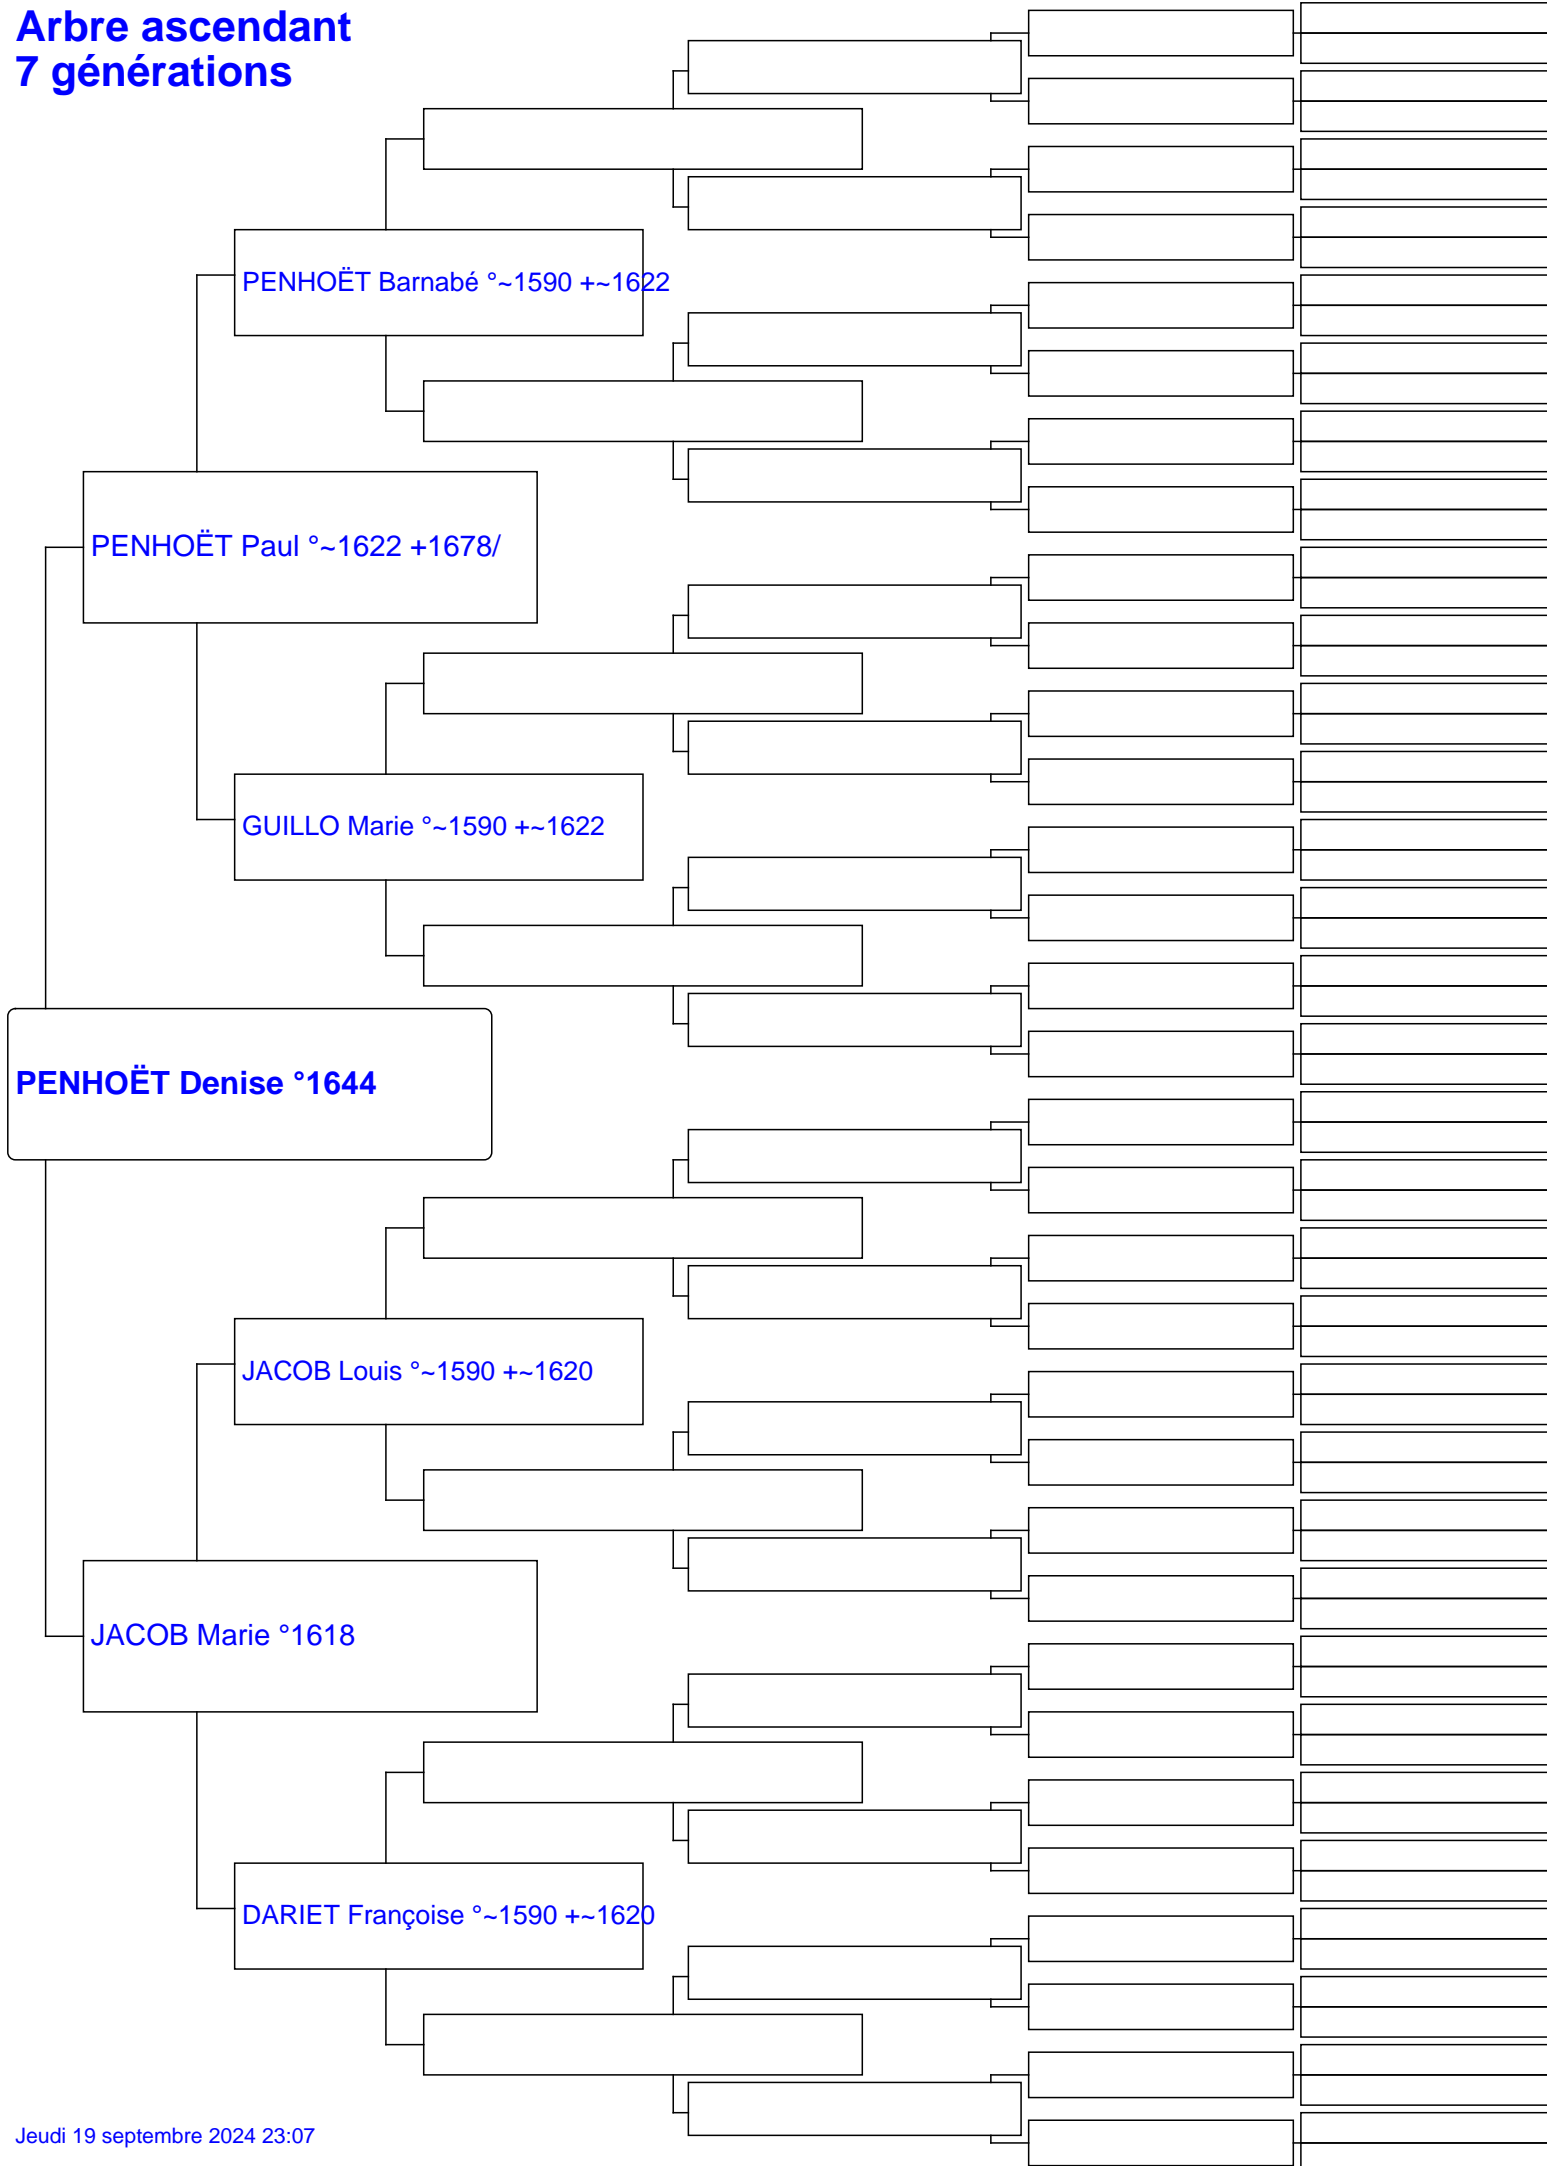 Arbre ascendant
7 générations
PENHOËT Barnabé °~1590 +~1622
PENHOËT Paul °~1622 +1678/
GUILLO Marie °~1590 +~1622
PENHOËT Denise °1644
JACOB Louis °~1590 +~1620
JACOB Marie °1618
DARIET Françoise °~1590 +~1620
Jeudi 19 septembre 2024 23:07